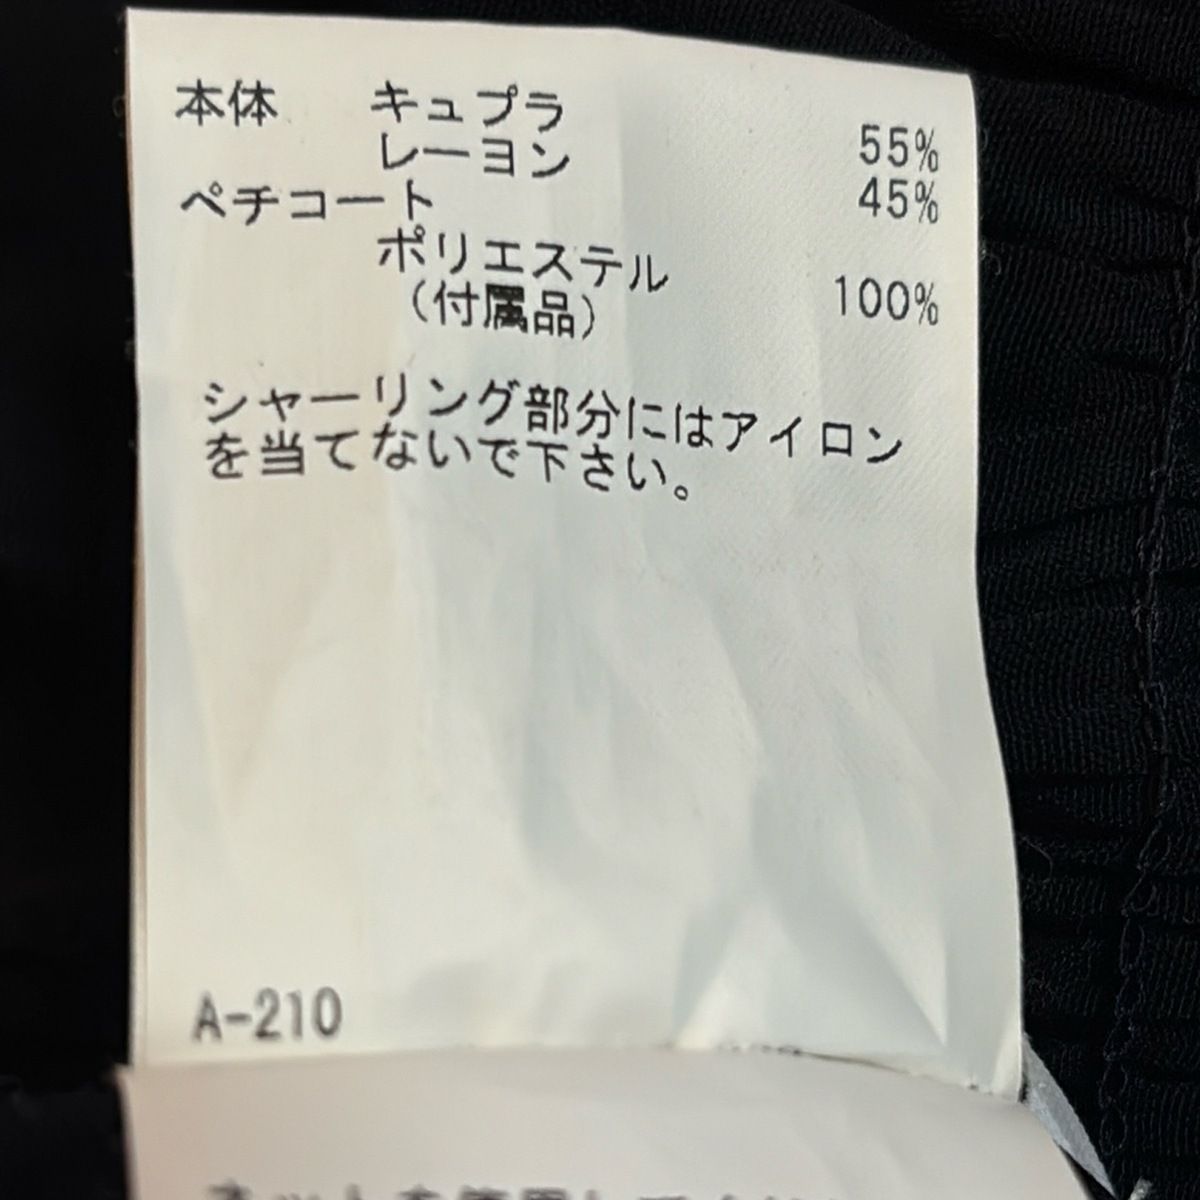 本体 キュプラ 55%
レーヨン 45%
ペチコート
ポリエステル 100%
(付属品)
シャーリング部分にはアイロン
を当てないで下さい。
A-210